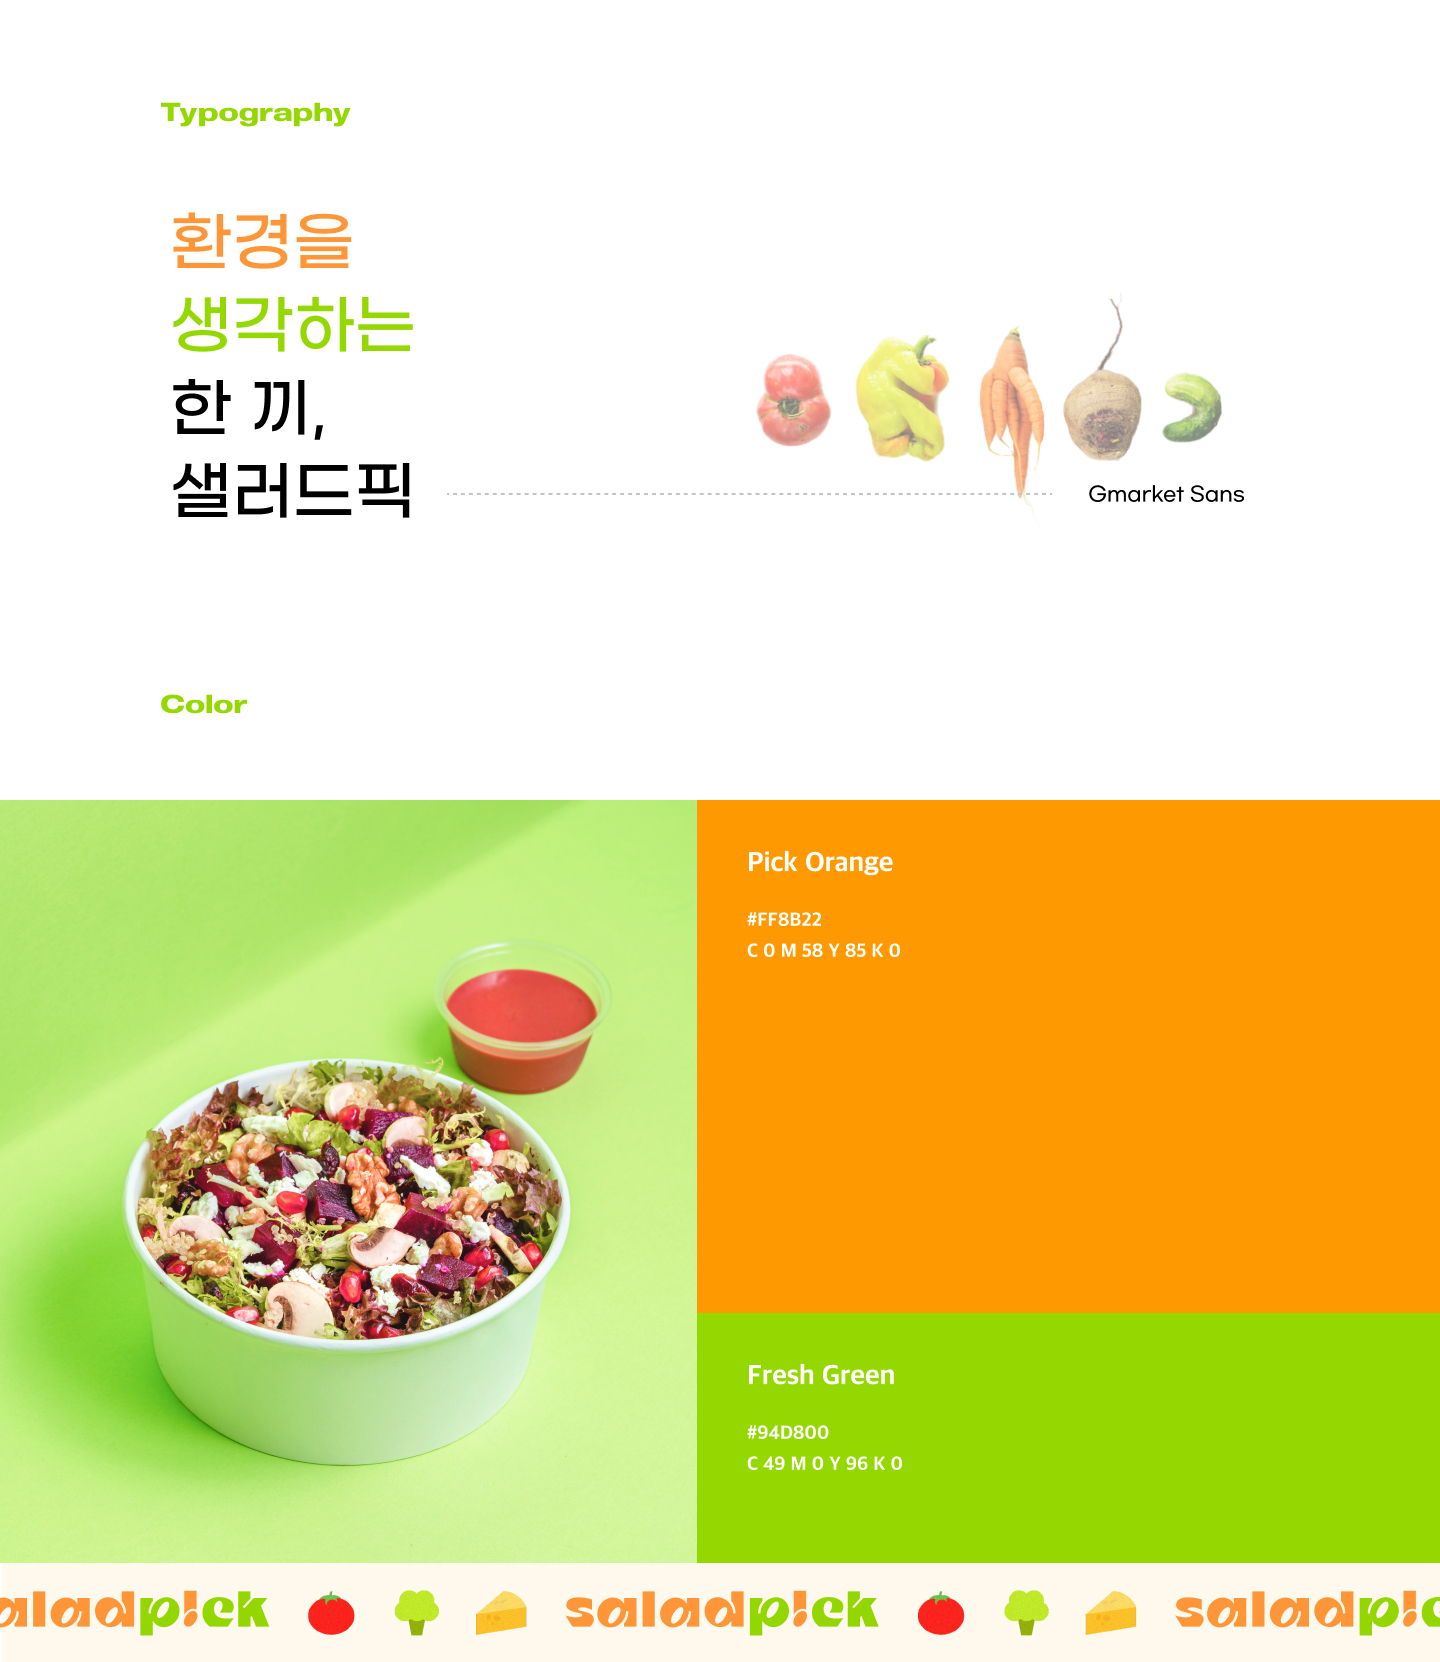 Typography
환경을
생각하는
한 끼,
샐러드픽
Gmarket Sans
Color
Pick Orange
#FF8B22
C 0 M 58 Y 85 K 0
Fresh Green
#94D800
C 49 M 0 Y 96 K 0
aladp!ck saladp!ck saladp!c